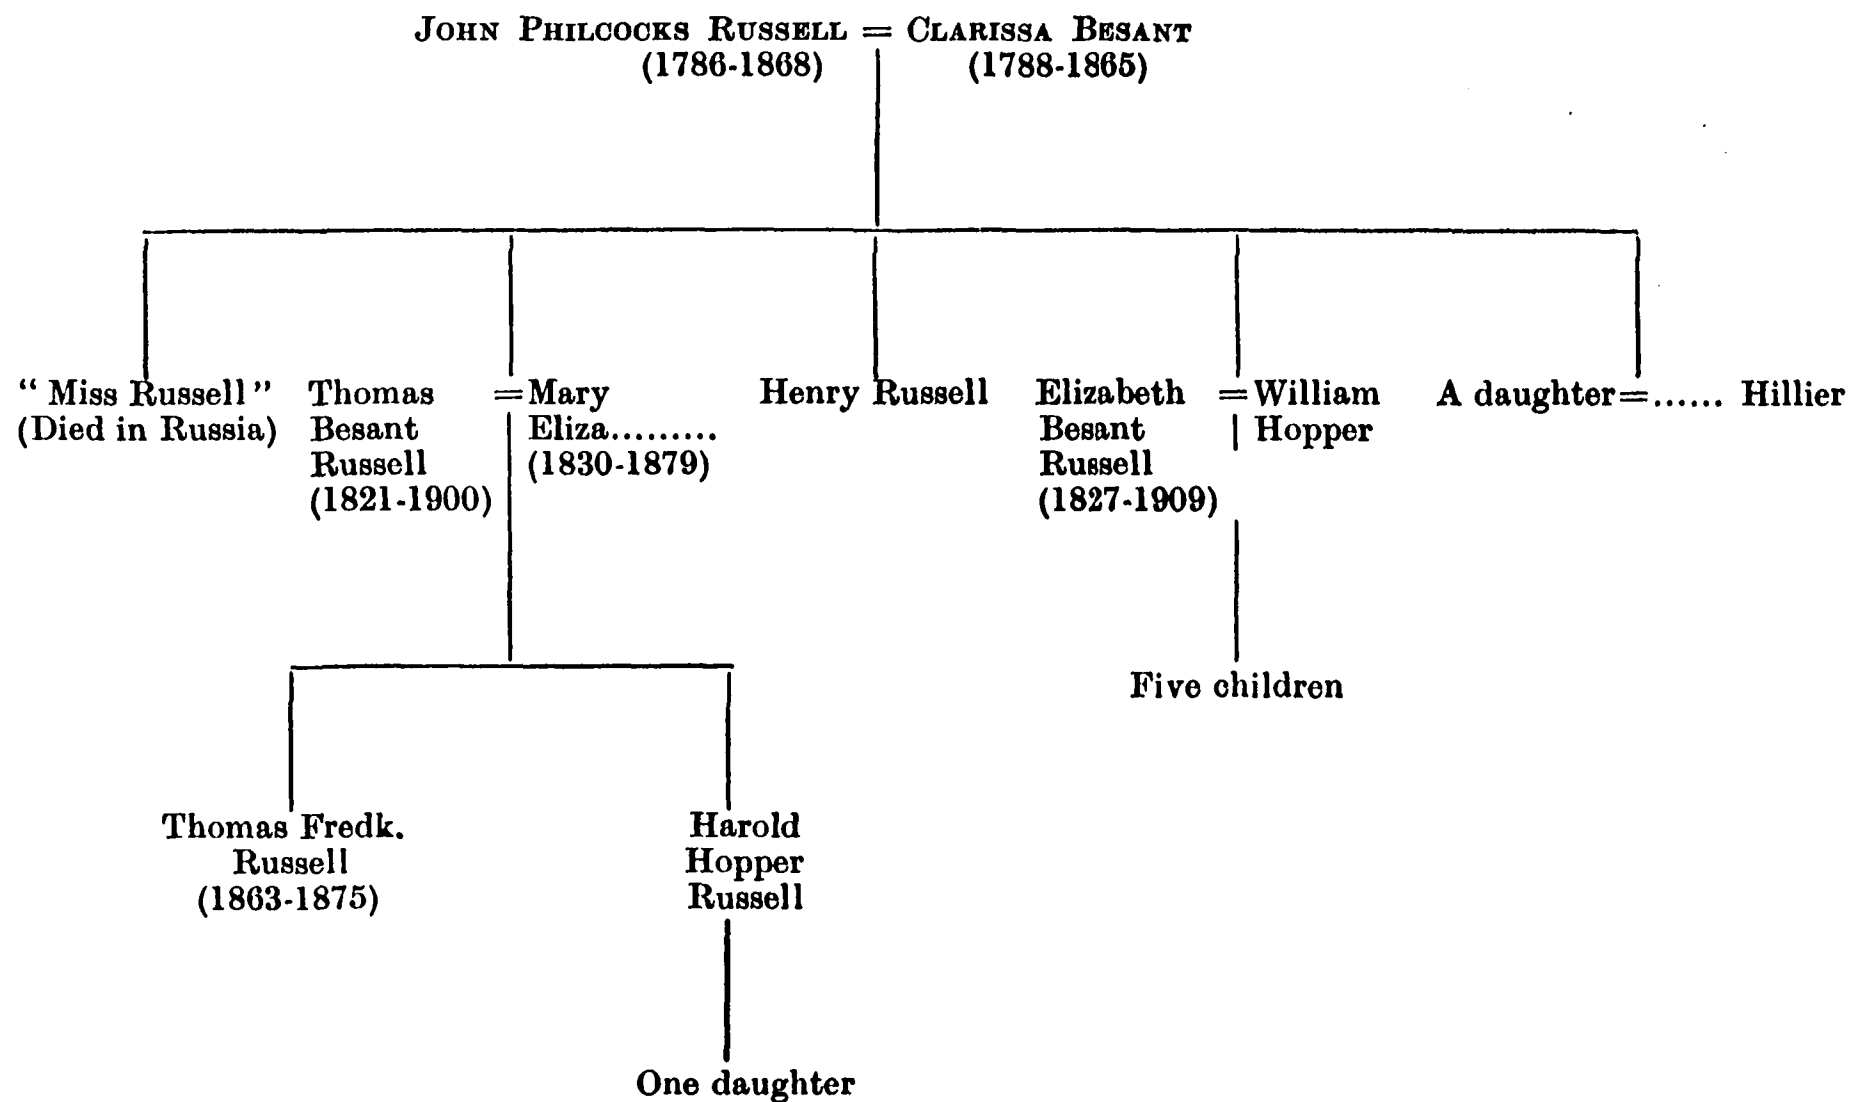 JOHN PHILCOCKS RUSSELL = CLARISSA BESANT
(1786-1868) (1788-1865)
“Miss Russell”
(Died in Russia)
Thomas
Besant
Russell
(1821-1900)
=Mary
Eliza.........
(1830-1879)
Henry Russell
Elizabeth
Besant
Russell
(1827-1909)
=William
Hopper
A daughter=...... Hillier
Thomas Fredk.
Russell
(1863-1875)
Harold
Hopper
Russell
Five children
One daughter